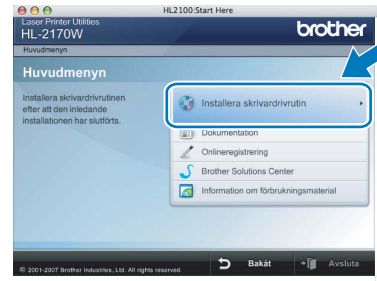 HL2100:Start Here
Laser Printer Utilities
HL-2170W
brother
Huvudmenyn
Huvudmenyn
Installera skrivardrivrutinen
efter att den inledande
installationen har slutförts.
Installera skrivardrivrutin
Dokumentation
Onlineregistrering
Brother Solutions Center
Information om förbrukningsmaterial
© 2001-2007 Brother Industries, Ltd. All rights reserved.
Bakåt
Avsluta